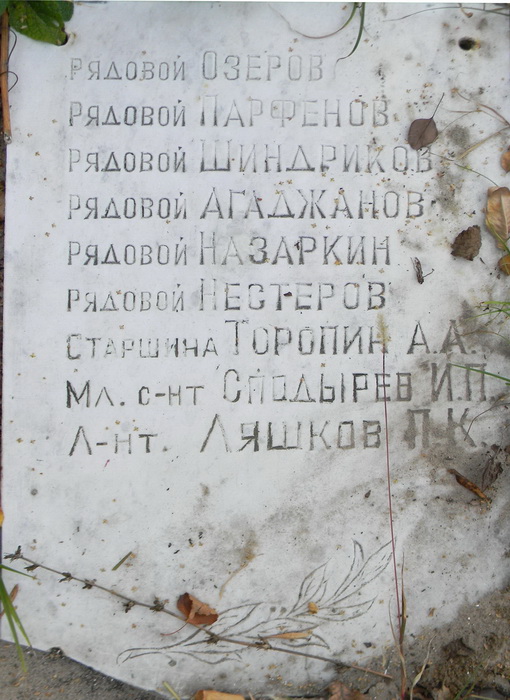 Рядовой Озеров
Рядовой Парфенов
Рядовой Шиндриков
Рядовой Агаджанов
Рядовой Назаркин
Рядовой Нестеров
Старшина Торопин А.А.
Мл. с-нт Сподырев И.П.
Л-нт. Ляшков П.К.